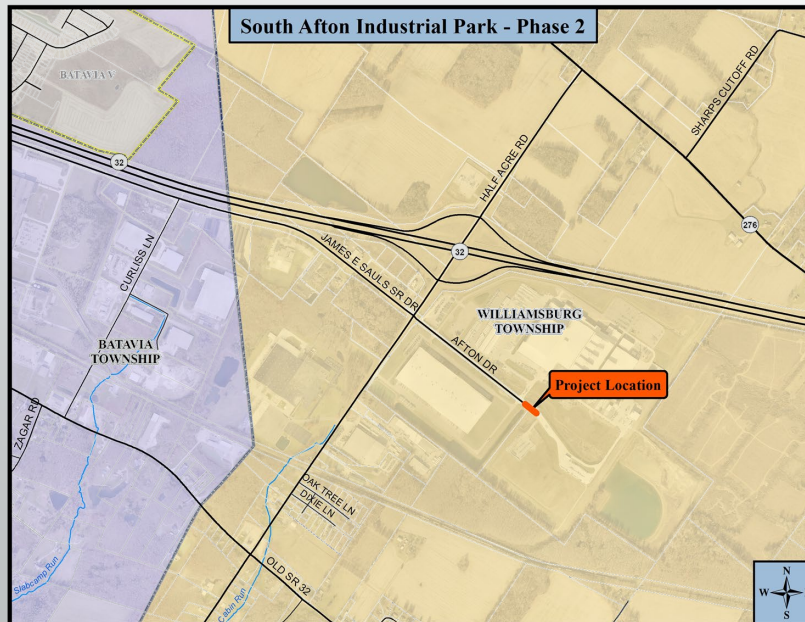 South Afton Industrial Park - Phase 2
BATAVIA V
SHARPS CUTOFF RD
32
HALF ACRE RD
276
CURLISS LN
JAMES E SAULS SR DR
32
WILLIAMSBURG
TOWNSHIP
BATAVIA
TOWNSHIP
AFTON DR
Project Location
ZAGAR RD
OAK TREE LN
DIXIE LN
OLD SR 32
Slabcamp Run
Cabin Run
N
W
E
S